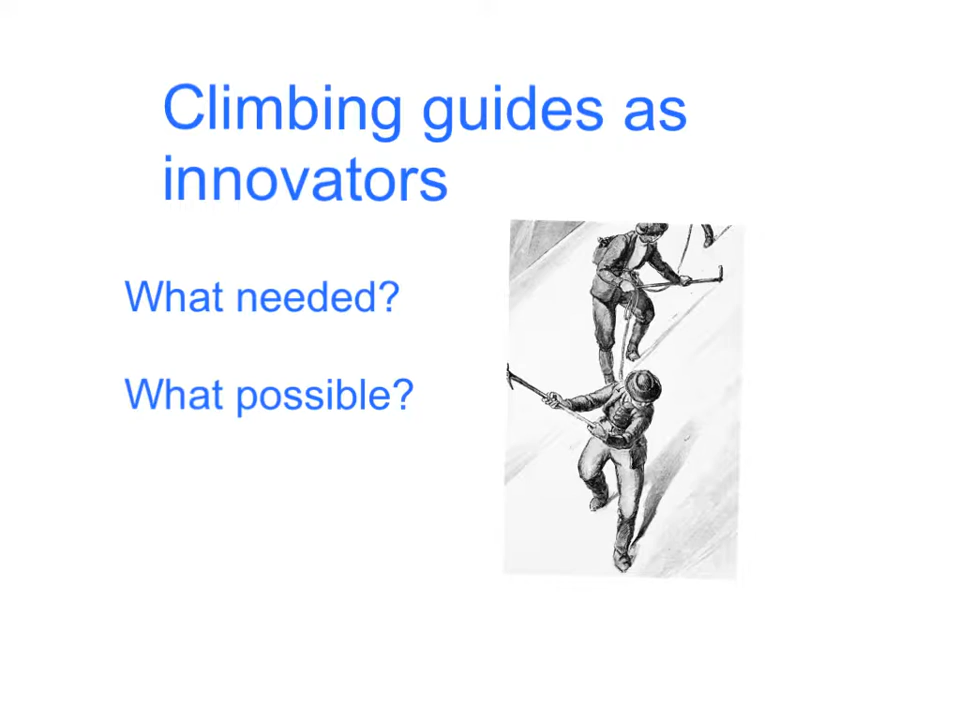 Climbing guides as
innovators
What needed?
What possible?